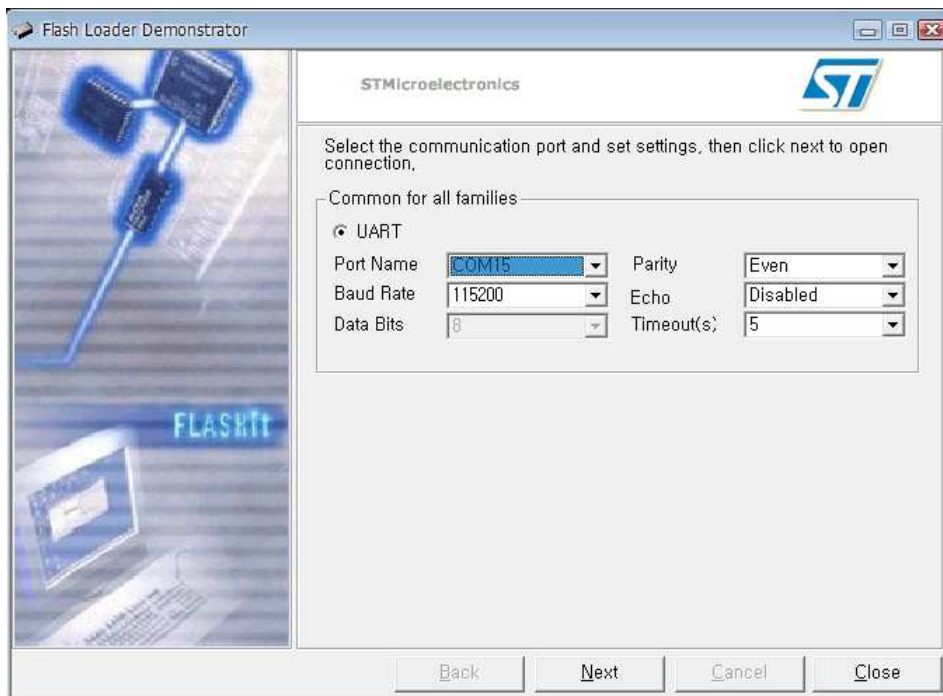 Flash Loader Demonstrator
STMicroelectronics
ST
Select the communication port and set settings, then click next to open
connection,
Common for all families
UART
Port Name COM15 Parity Even
Baud Rate 115200 Echo Disabled
Data Bits 8 Timeout(s) 5
FLASHit
Back Next Cancel Close